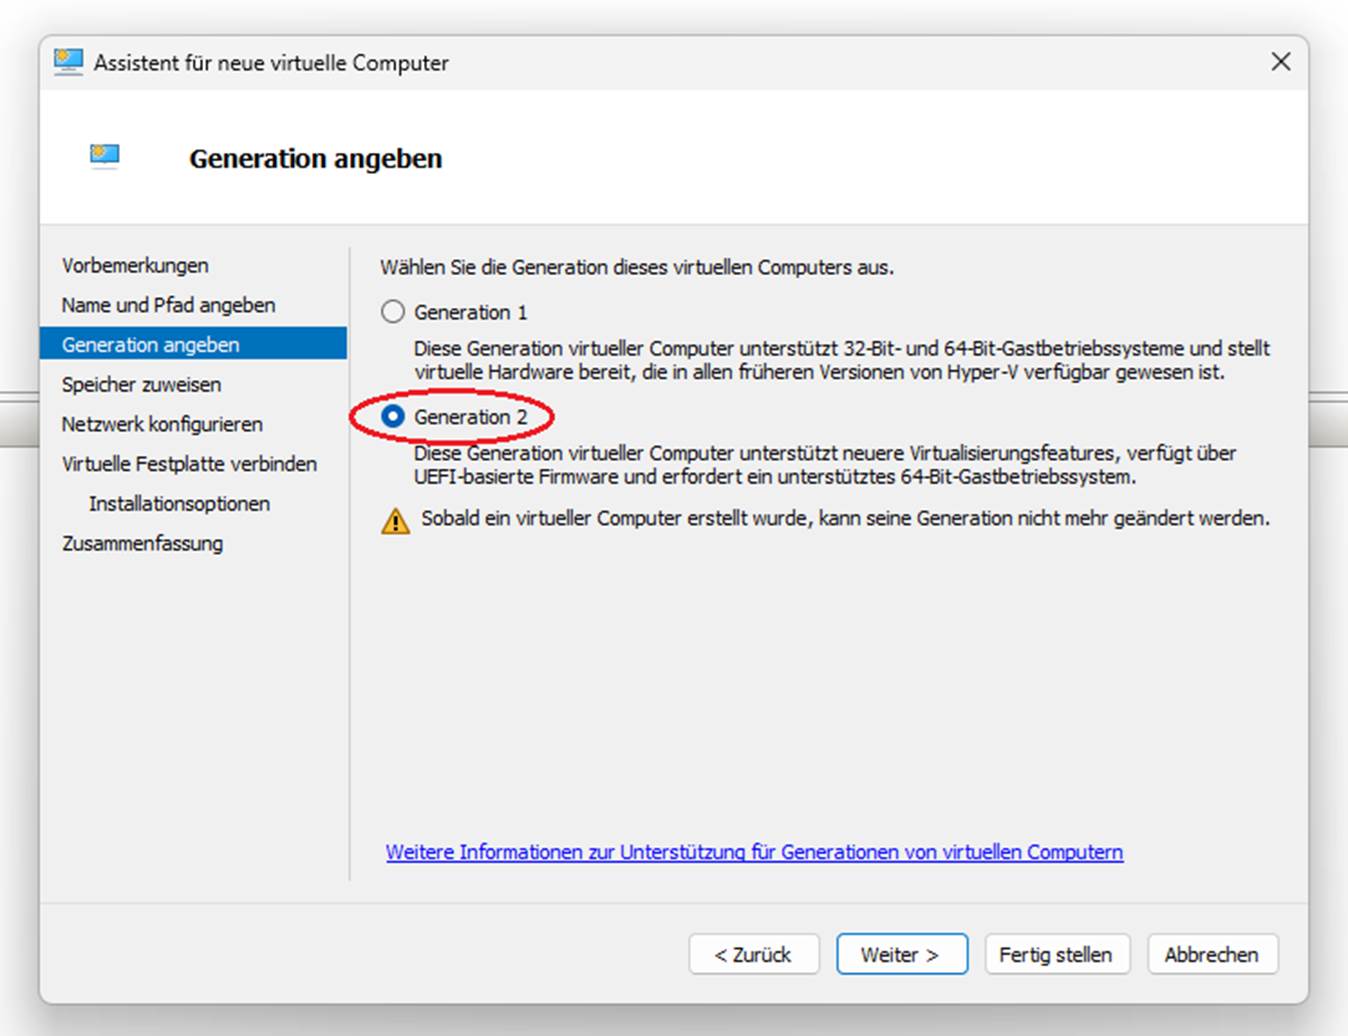 Assistent für neue virtuelle Computer
Generation angeben
Vorbemerkungen
Name und Pfad angeben
Generation angeben
Speicher zuweisen
Netzwerk konfigurieren
Virtuelle Festplatte verbinden
Installationsoptionen
Zusammenfassung
Wählen Sie die Generation dieses virtuellen Computers aus.
Generation 1
Diese Generation virtueller Computer unterstützt 32-Bit- und 64-Bit-Gastbetriebssysteme und stellt
virtuelle Hardware bereit, die in allen früheren Versionen von Hyper-V verfügbar gewesen ist.
Generation 2
Diese Generation virtueller Computer unterstützt neuere Virtualisierungsfeatures, verfügt über
UEFI-basierte Firmware und erfordert ein unterstütztes 64-Bit-Gastbetriebssystem.
Sobald ein virtueller Computer erstellt wurde, kann seine Generation nicht mehr geändert werden.
Weitere Informationen zur Unterstützung für Generationen von virtuellen Computern
< Zurück
Weiter >
Fertig stellen
Abbrechen